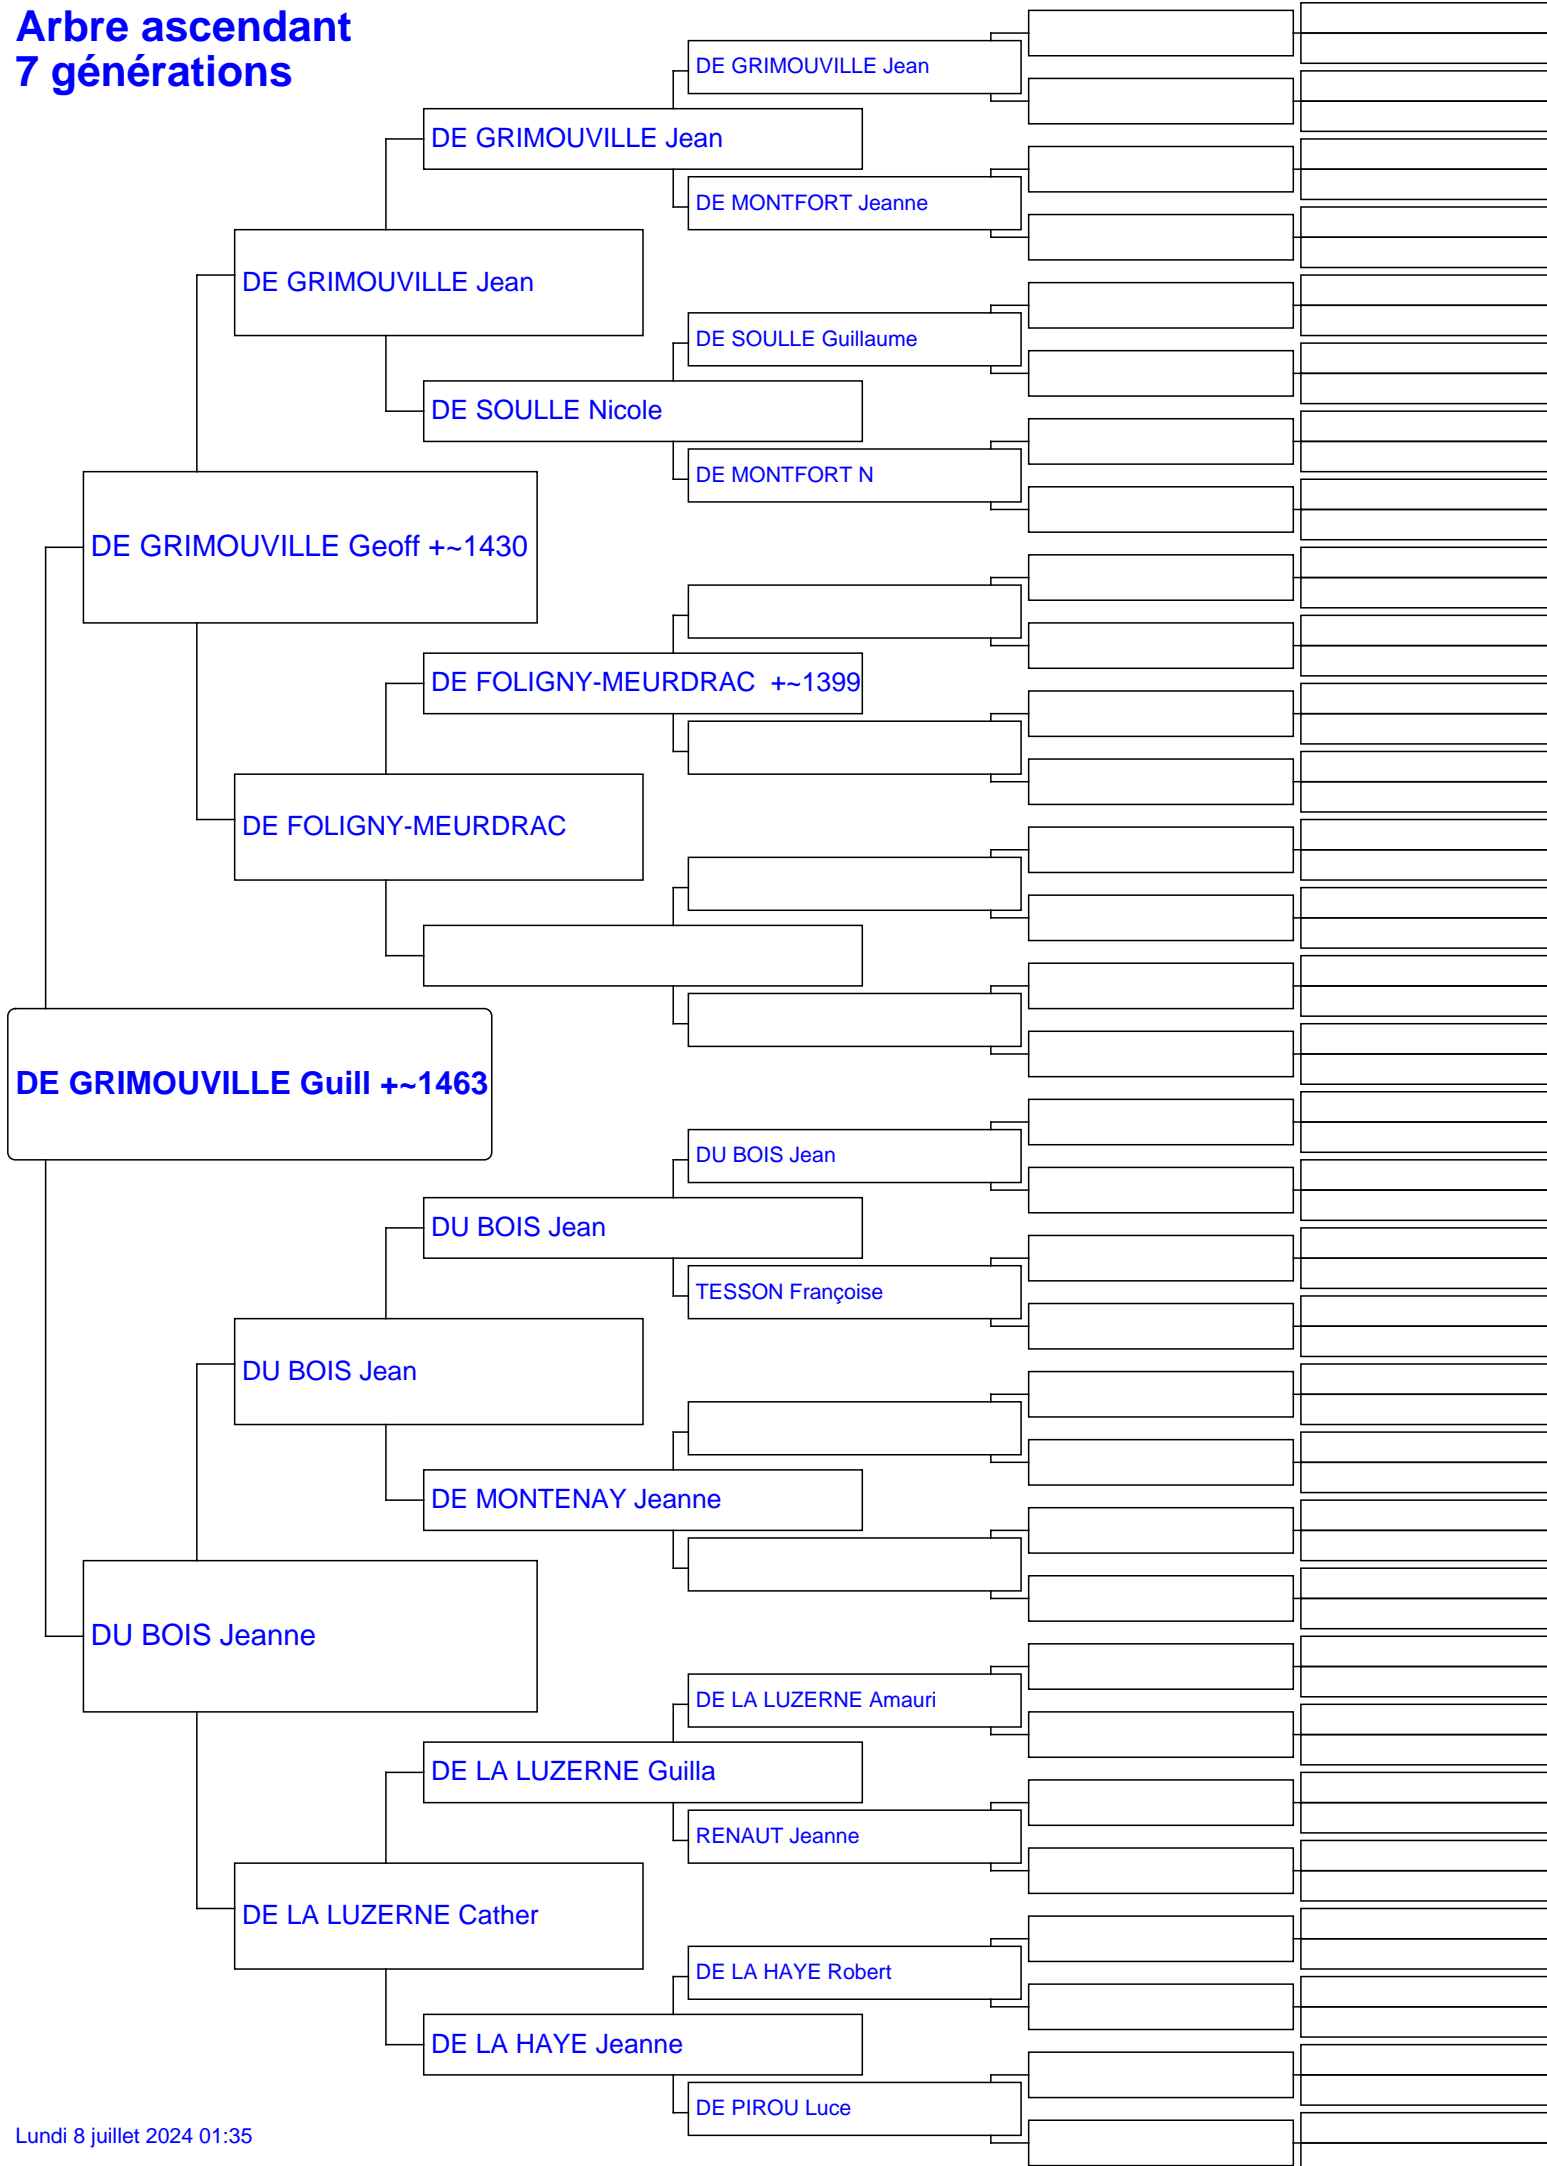 Arbre ascendant
7 générations
DE GRIMOUVILLE Jean
DE GRIMOUVILLE Jean
DE MONTFORT Jeanne
DE GRIMOUVILLE Jean
DE SOULLE Guillaume
DE SOULLE Nicole
DE MONTFORT N
DE GRIMOUVILLE Geoff +~1430
DE FOLIGNY-MEURDRAC  +~1399
DE FOLIGNY-MEURDRAC
DE GRIMOUVILLE Guill +~1463
DU BOIS Jean
DU BOIS Jean
TESSON Françoise
DU BOIS Jean
DE MONTENAY Jeanne
DU BOIS Jeanne
DE LA LUZERNE Amauri
DE LA LUZERNE Guilla
RENAUT Jeanne
DE LA LUZERNE Cather
DE LA HAYE Robert
DE LA HAYE Jeanne
DE PIROU Luce
Lundi 8 juillet 2024 01:35